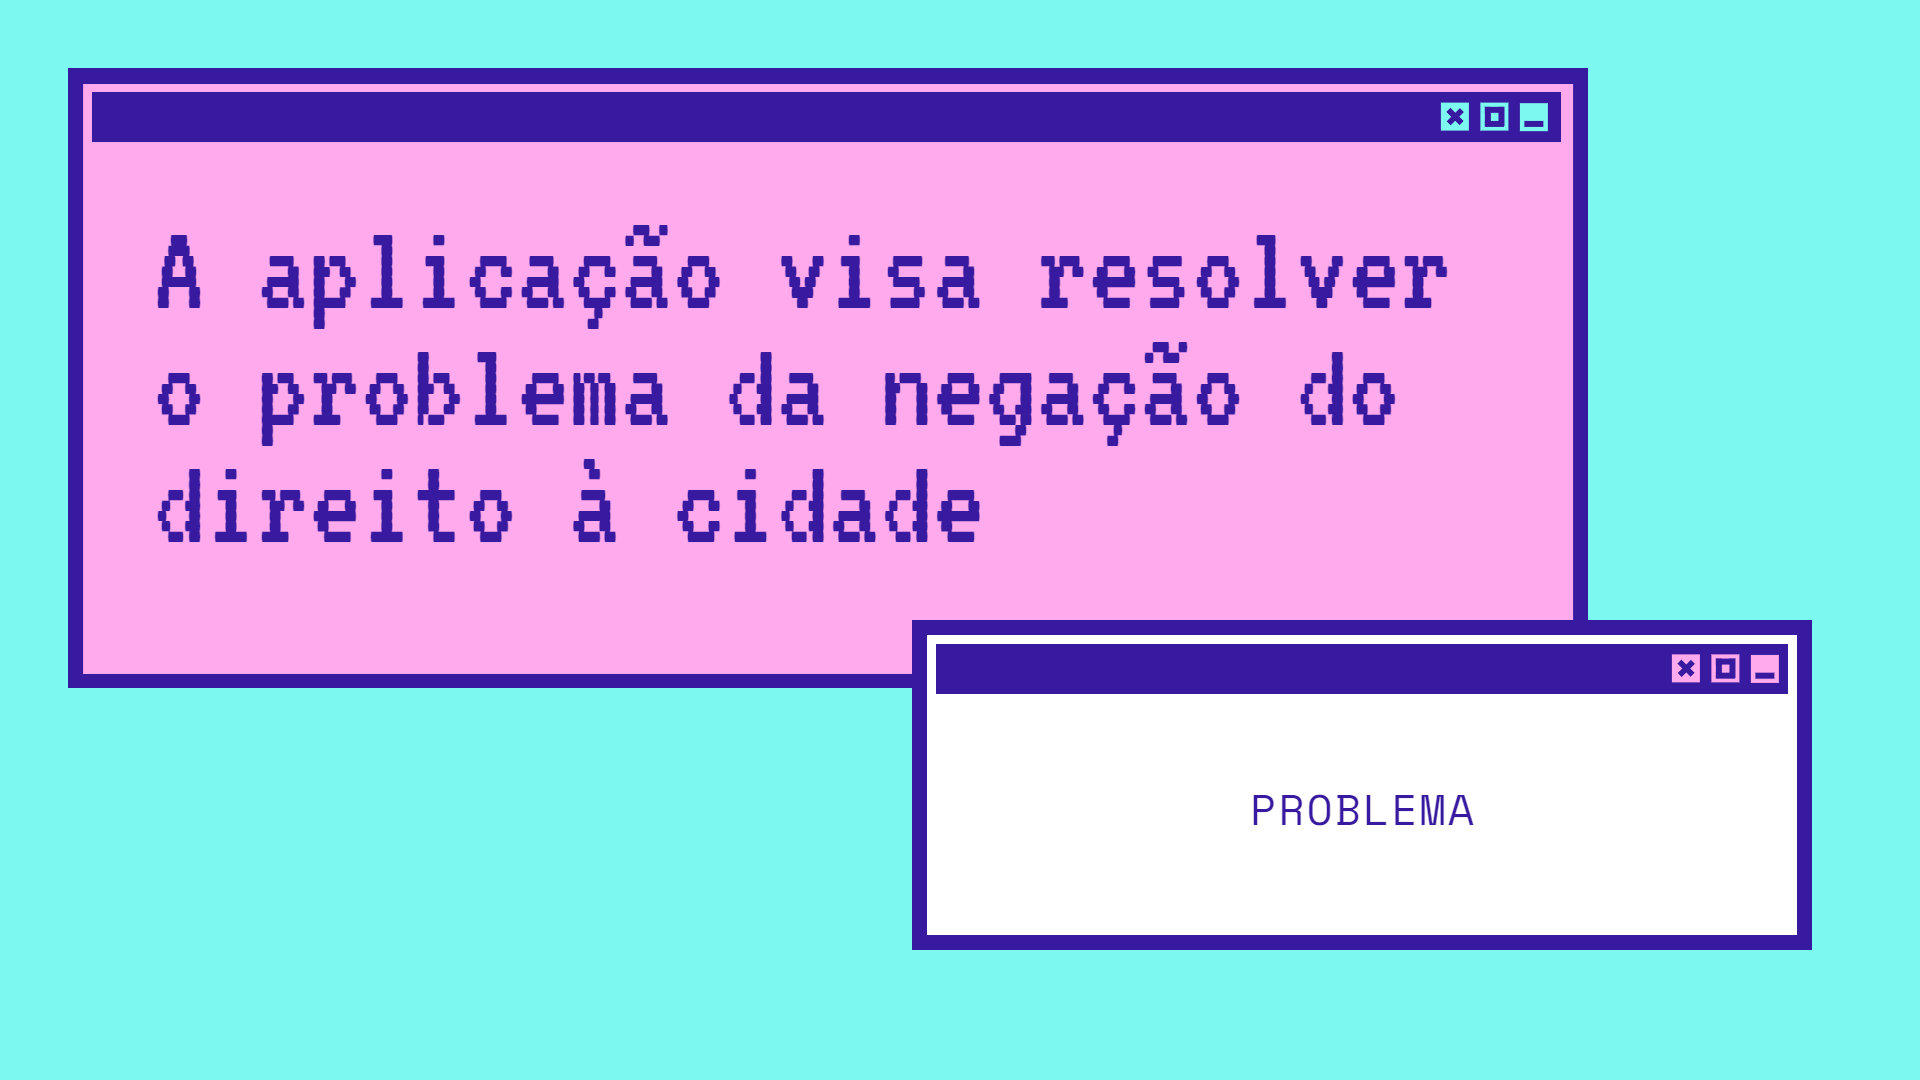 A aplicação visa resolver
o problema da negação do
direito à cidade
PROBLEMA